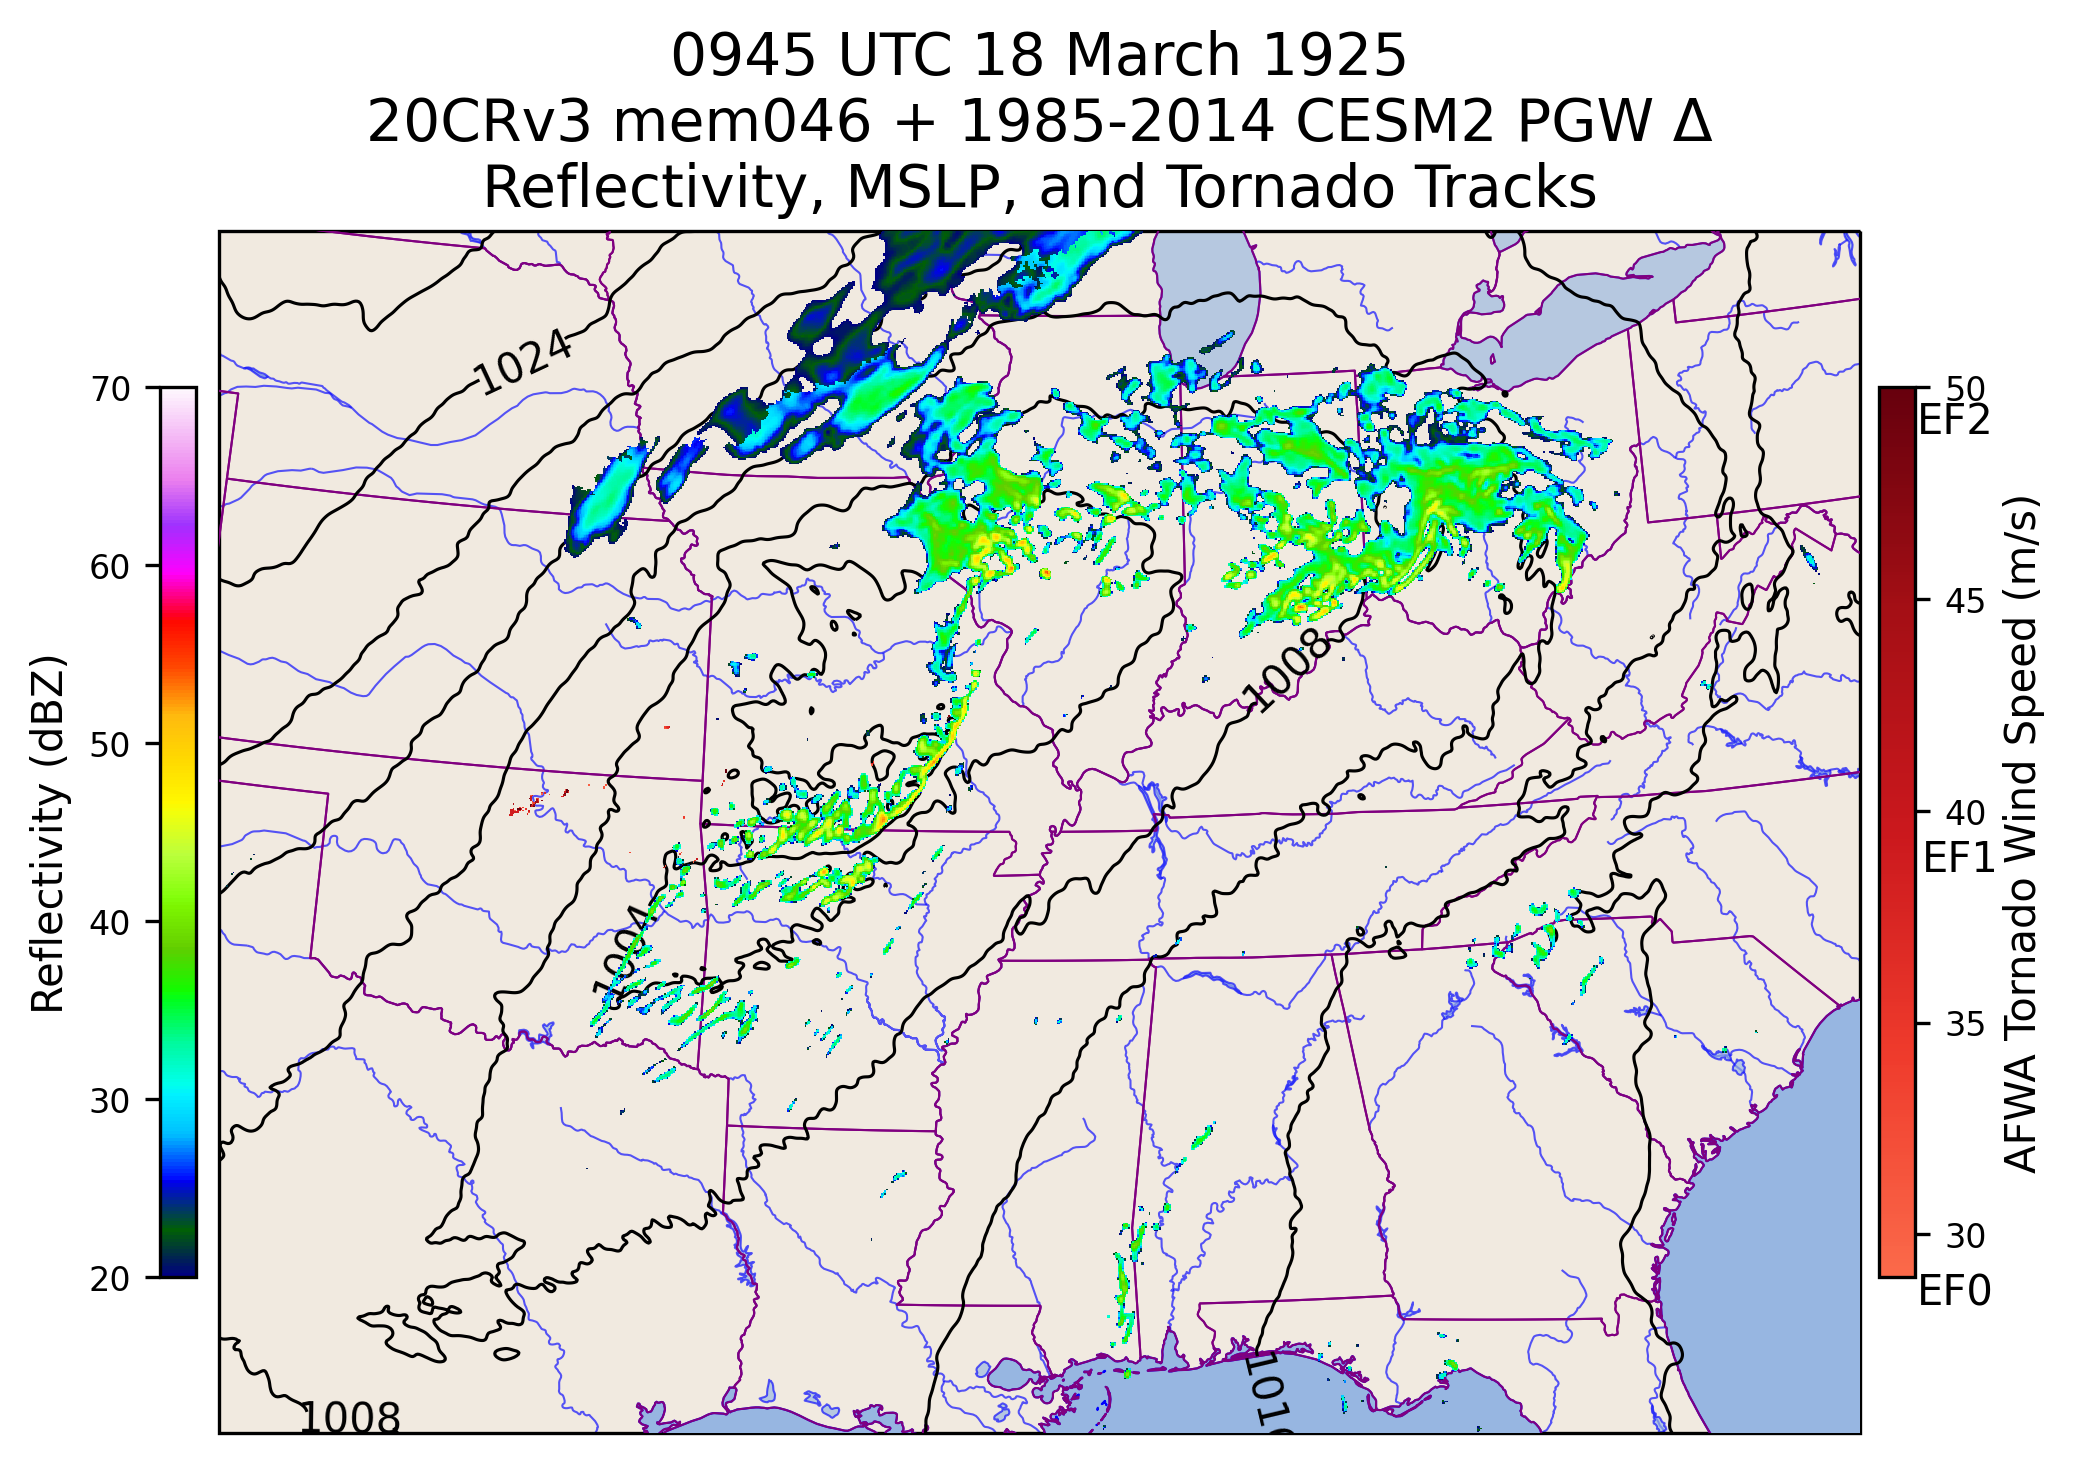 0945 UTC 18 March 1925
20CRv3 mem046 + 1985-2014 CESM2 PGW Δ
Reflectivity, MSLP, and Tornado Tracks
70
60
50
40
30
20
Reflectivity (dBZ)
1024
1008
1004
1008
1016
50
EF2
45
40
EF1
35
30
EF0
AFWA Tornado Wind Speed (m/s)